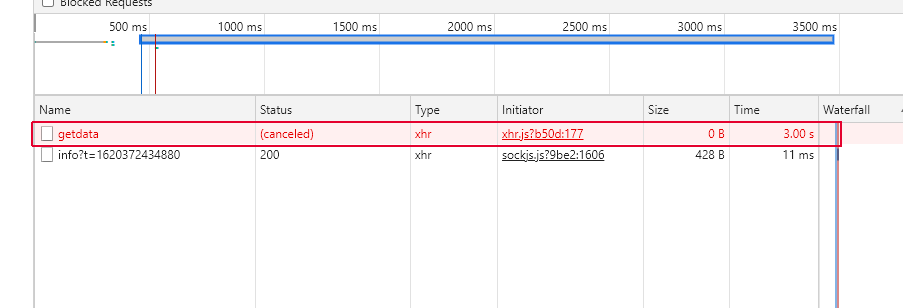 Blocked Requests
500 ms 1000 ms 1500 ms 2000 ms 2500 ms 3000 ms 3500 ms
Name Status Type Initiator Size Time Waterfall
getdata (canceled) xhr xhr.js?b50d:177 0 B 3.00 s
info?t=1620372434880 200 xhr sockjs.js?9be2:1606 428 B 11 ms